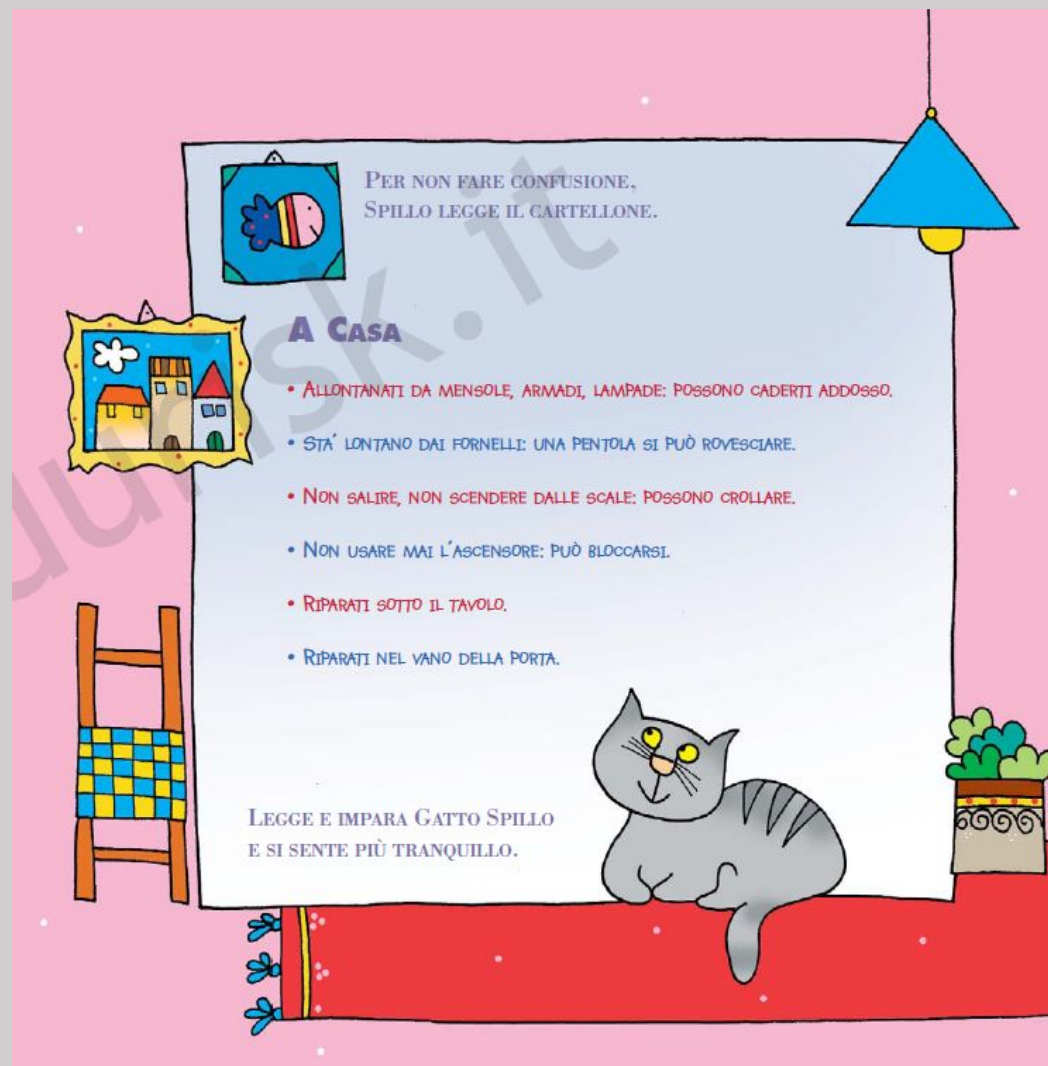 PER NON FARE CONFUSIONE,
SPILLO LEGGE IL CARTELLONE.
A CASA
• ALLONTANATI DA MENSOLE, ARMADI, LAMPADE: POSSONO CADERTI ADDOSSO.
• STA' LONTANO DAI FORNELLI: UNA PENTOLA SI PUÒ ROVESCIARE.
• NON SALIRE, NON SCENDERE DALLE SCALE: POSSONO CROLLARE.
• NON USARE MAI L'ASCENSORE: PUÒ BLOCCARSI.
• RIPARATI SOTTO IL TAVOLO.
• RIPARATI NEL VANO DELLA PORTA.
LEGGE E IMPARA GATTO SPILLO
E SI SENTE PIÙ TRANQUILLO.
durisk.it